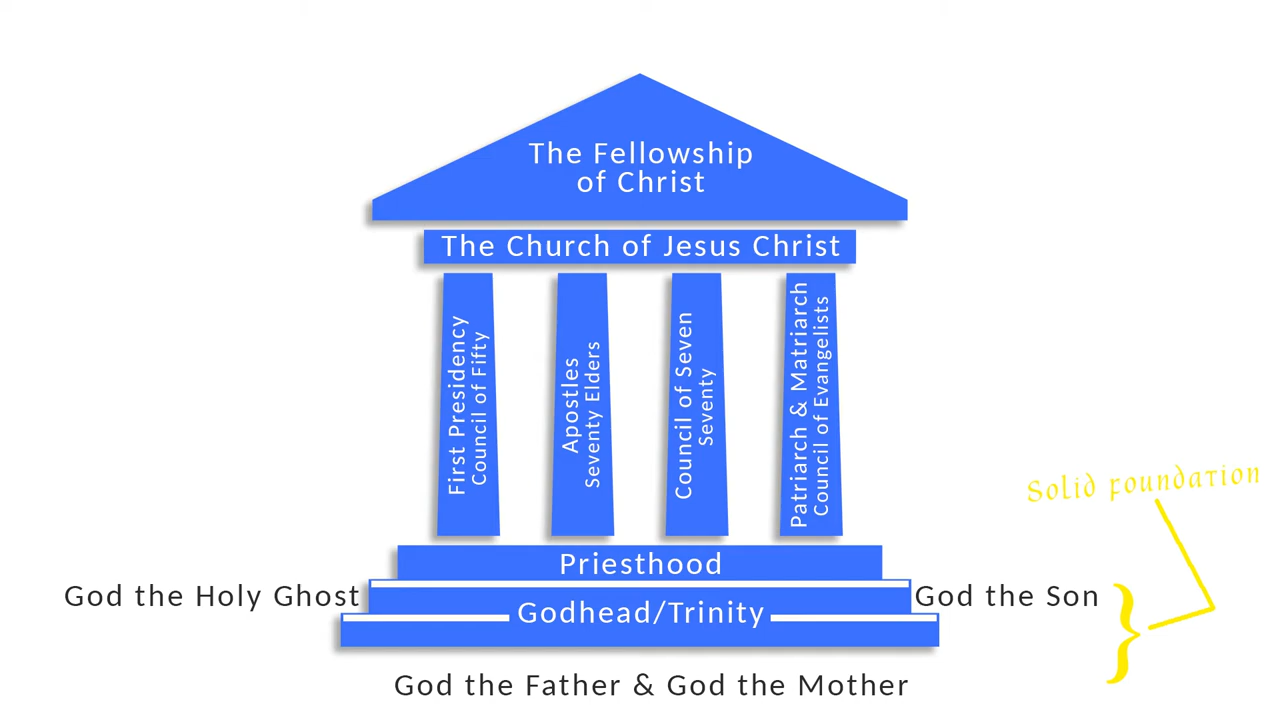 The Fellowship
of Christ
The Church of Jesus Christ
First Presidency
Council of Fifty
Apostles
Seventy Elders
Council of Seven
Seventy
Patriarch & Matriarch
Council of Evangelists
Solid foundation
Priesthood
God the Holy Ghost
God the Son
Godhead/Trinity
God the Father & God the Mother